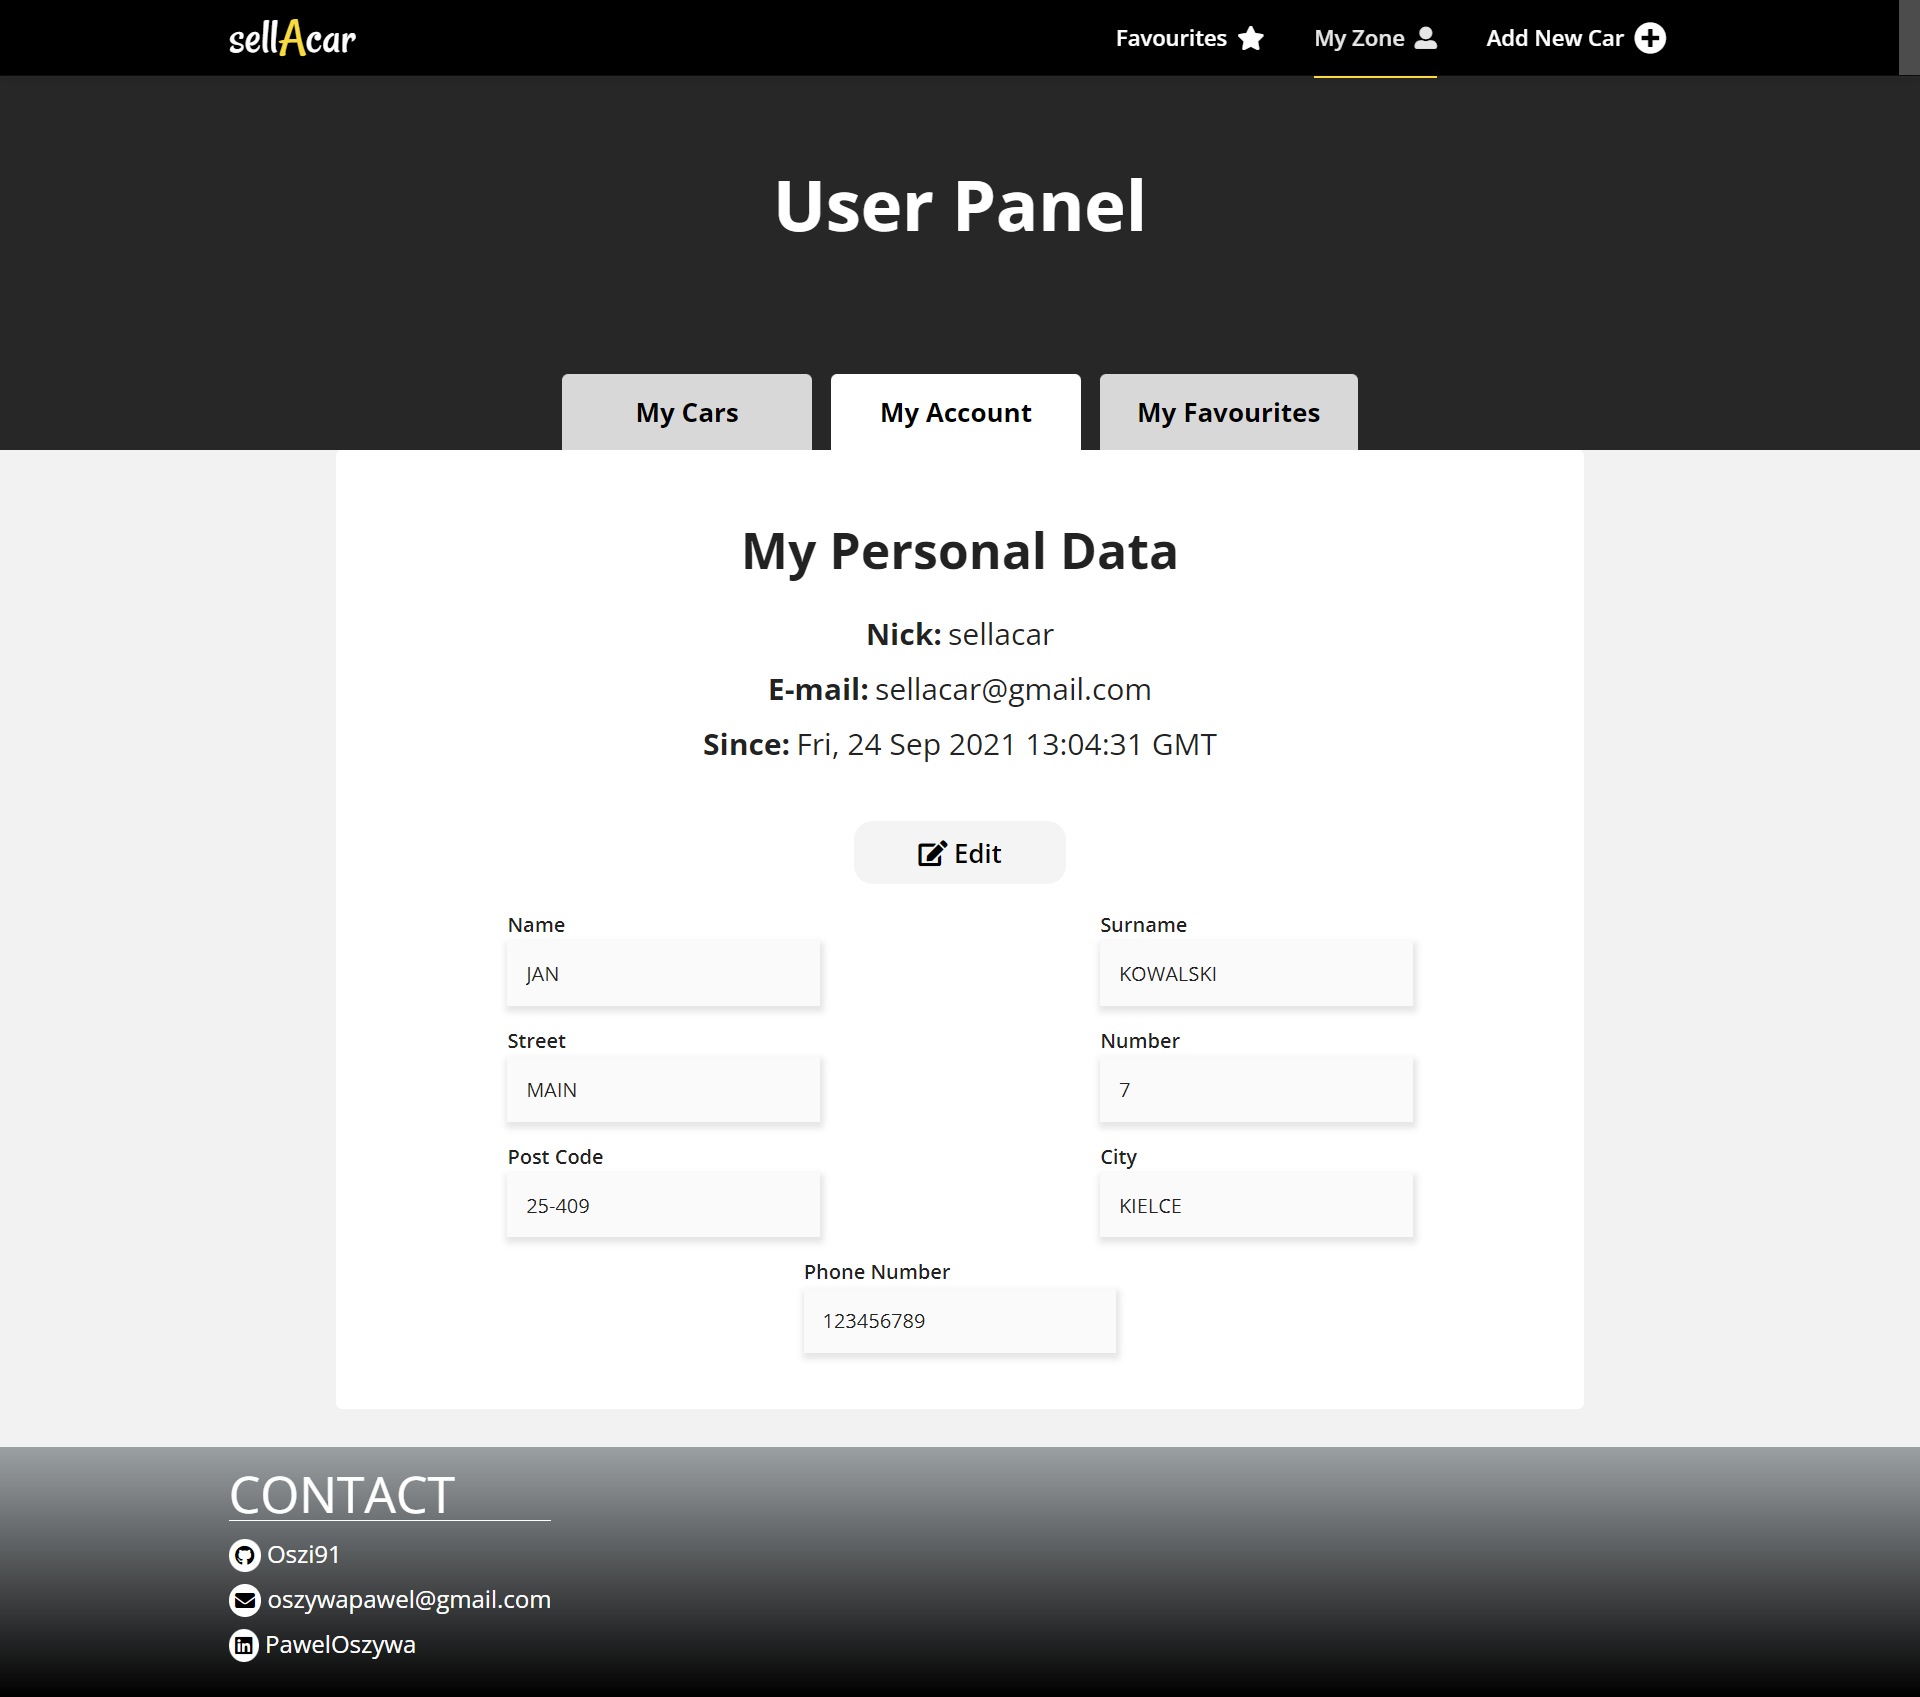 sellAcar
Favourites
My Zone
Add New Car
User Panel
My Cars
My Account
My Favourites
My Personal Data
Nick: sellacar
E-mail: sellacar@gmail.com
Since: Fri, 24 Sep 2021 13:04:31 GMT
Edit
Name
Surname
JAN
KOWALSKI
Street
Number
MAIN
7
Post Code
City
25-409
KIELCE
Phone Number
123456789
CONTACT
Oszi91
oszywapawel@gmail.com
in PawelOszywa